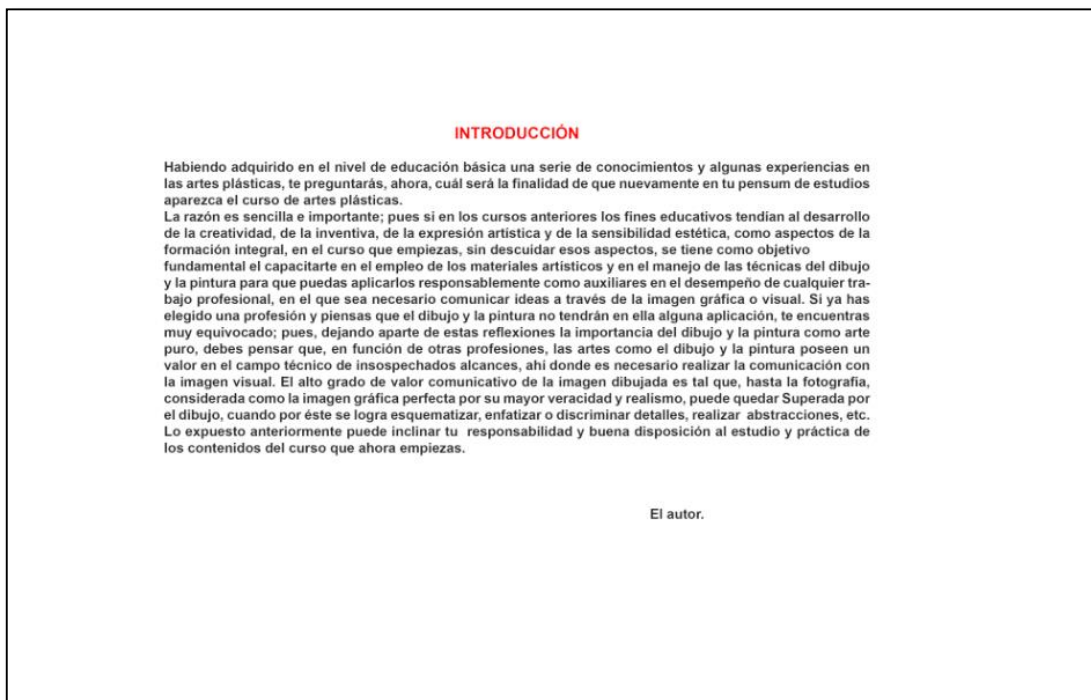 INTRODUCCIÓN
Habiendo adquirido en el nivel de educación básica una serie de conocimientos y algunas experiencias en
las artes plásticas, te preguntarás, ahora, cuál será la finalidad de que nuevamente en tu pensum de estudios
aparezca el curso de artes plásticas.
La razón es sencilla e importante; pues si en los cursos anteriores los fines educativos tendían al desarrollo
de la creatividad, de la inventiva, de la expresión artística y de la sensibilidad estética, como aspectos de la
formación integral, en el curso que empiezas, sin descuidar esos aspectos, se tiene como objetivo
fundamental el capacitarte en el empleo de los materiales artísticos y en el manejo de las técnicas del dibujo
y la pintura para que puedas aplicarlos responsablemente como auxiliares en el desempeño de cualquier tra-
bajo profesional, en el que sea necesario comunicar ideas a través de la imagen gráfica o visual. Si ya has
elegido una profesión y piensas que el dibujo y la pintura no tendrán en ella alguna aplicación, te encuentras
muy equivocado; pues, dejando aparte de estas reflexiones la importancia del dibujo y la pintura como arte
puro, debes pensar que, en función de otras profesiones, las artes como el dibujo y la pintura poseen un
valor en el campo técnico de insospechados alcances, ahí donde es necesario realizar la comunicación con
la imagen visual. El alto grado de valor comunicativo de la imagen dibujada es tal que, hasta la fotografía,
considerada como la imagen gráfica perfecta por su mayor veracidad y realismo, puede quedar Superada por
el dibujo, cuando por éste se logra esquematizar, enfatizar o discriminar detalles, realizar abstracciones, etc.
Lo expuesto anteriormente puede inclinar tu responsabilidad y buena disposición al estudio y práctica de
los contenidos del curso que ahora empiezas.
El autor.